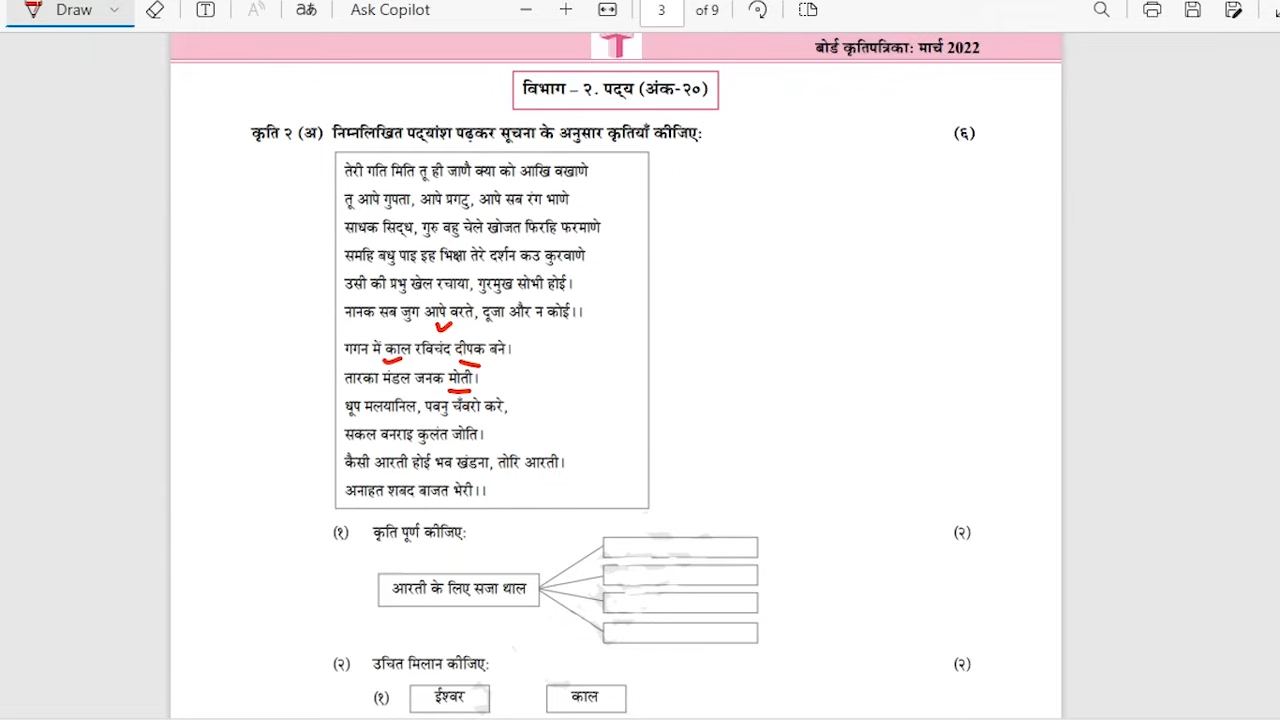 Draw
T
A
aあ
Ask Copilot
3 of 9
T
बोर्ड कृतिपत्रिका: मार्च 2022
विभाग – २. पद्य (अंक-२०)
कृति २ (अ) निम्नलिखित पद्यांश पढ़कर सूचना के अनुसार कृतियाँ कीजिए: (६)
तेरी गति मिति तू ही जाणै क्या को आखि वखाणे
तू आपे गुपता, आपे प्रगटु, आपे सब रंग भाणे
साधक सिद्ध, गुरु वहु चेले खोजत फिरहि फरमाणे
समहि बधु पाइ इह भिक्षा तेरे दर्शन कउ कुरवाणे
उसी की प्रभु खेल रचाया, गुरमुख सोभी होई।
नानक सब जुग आपे वरते, दूजा और न कोई।।
गगन में काल रविचंद दीपक बने।
तारका मंडल जनक मोती।
धूप मलयानिल, पवनु चँवरो करे,
सकल वनराइ कुलंत जोति।
कैसी आरती होई भव खंडना, तोरि आरती।
अनाहत शबद बाजत भेरी।।
(१) कृति पूर्ण कीजिए: (२)
आरती के लिए सजा थाल
(२) उचित मिलान कीजिए: (२)
(१) ईश्वर काल